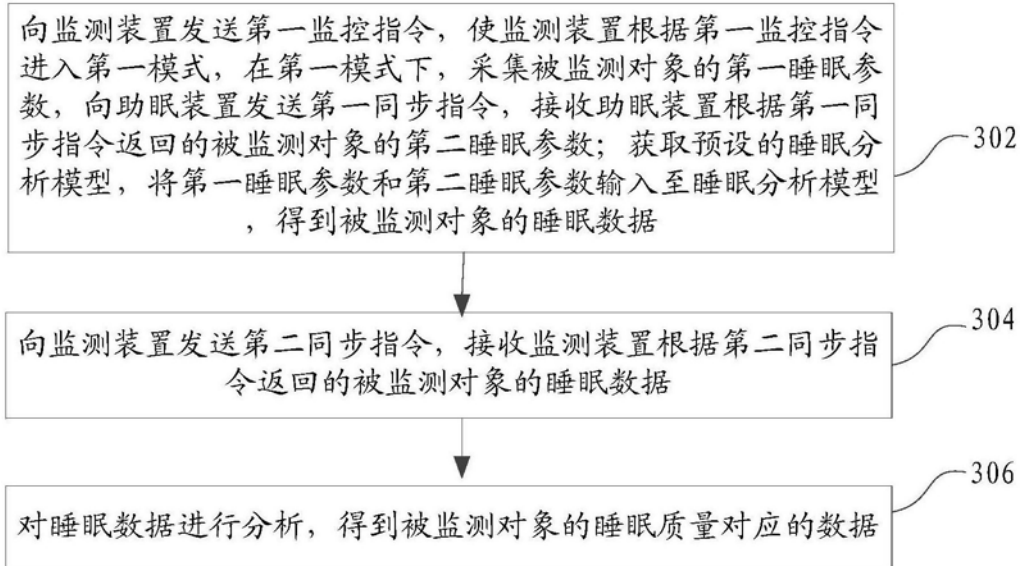 向监测装置发送第一监控指令，使监测装置根据第一监控指令
进入第一模式，在第一模式下，采集被监测对象的第一睡眠参
数，向助眠装置发送第一同步指令，接收助眠装置根据第一同
步指令返回的被监测对象的第二睡眠参数；获取预设的睡眠分
析模型，将第一睡眠参数和第二睡眠参数输入至睡眠分析模型
，得到被监测对象的睡眠数据
302
向监测装置发送第二同步指令，接收监测装置根据第二同步指
令返回的被监测对象的睡眠数据
304
对睡眠数据进行分析，得到被监测对象的睡眠质量对应的数据
306